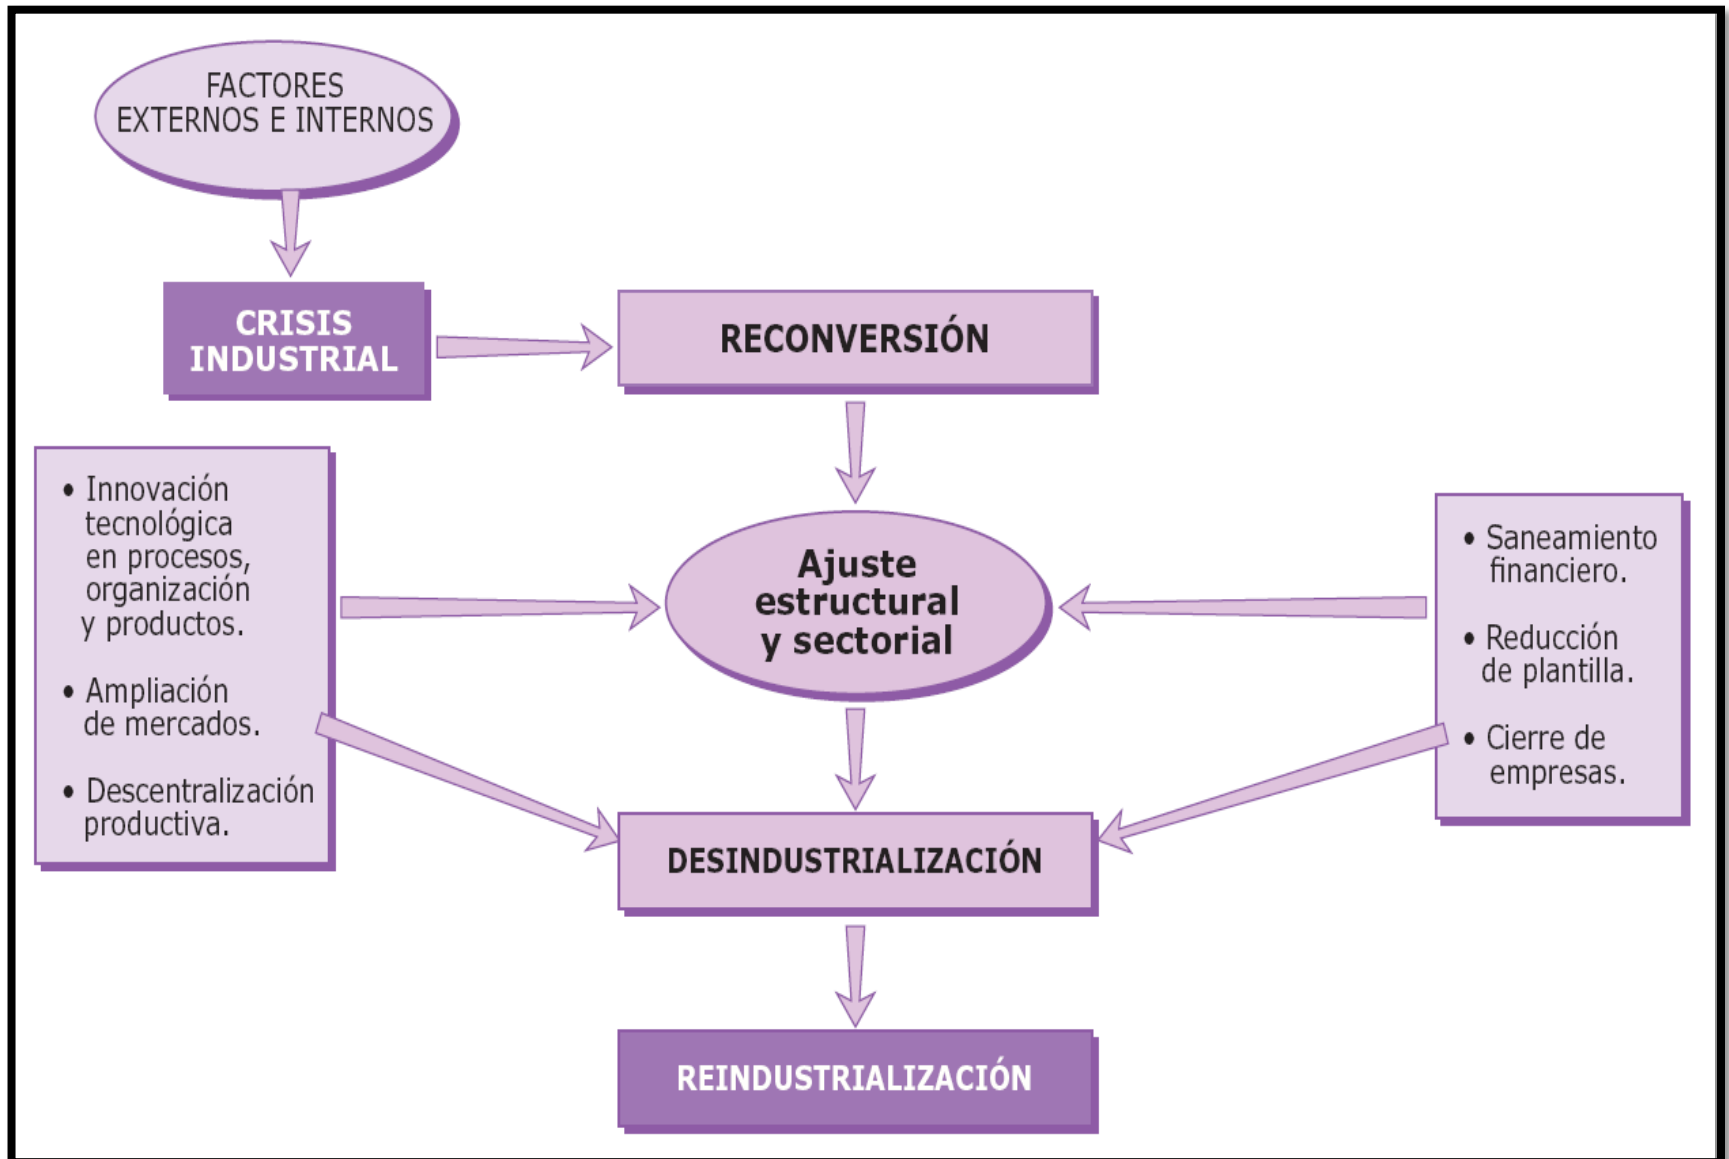 FACTORES
EXTERNOS E INTERNOS
CRISIS
INDUSTRIAL
RECONVERSIÓN
• Innovación
tecnológica
en procesos,
organización
y productos.
• Ampliación
de mercados.
• Descentralización
productiva.
Ajuste
estructural
y sectorial
• Saneamiento
financiero.
• Reducción
de plantilla.
• Cierre de
empresas.
DESINDUSTRIALIZACIÓN
REINDUSTRIALIZACIÓN